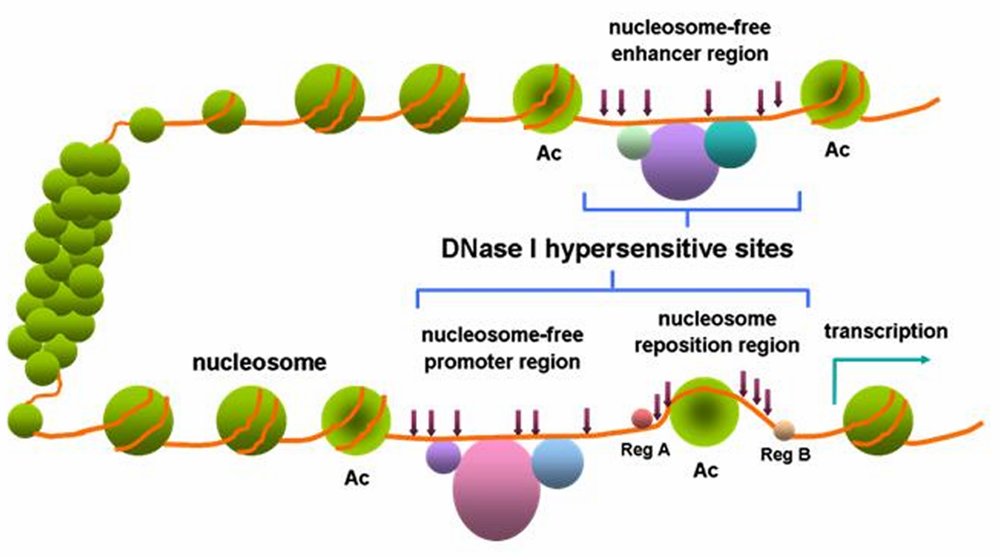 nucleosome-free
enhancer region
Ac
Ac
DNase I hypersensitive sites
nucleosome
reposition region
transcription
nucleosome-free
promoter region
nucleosome
Reg A
Reg B
Ac
Ac